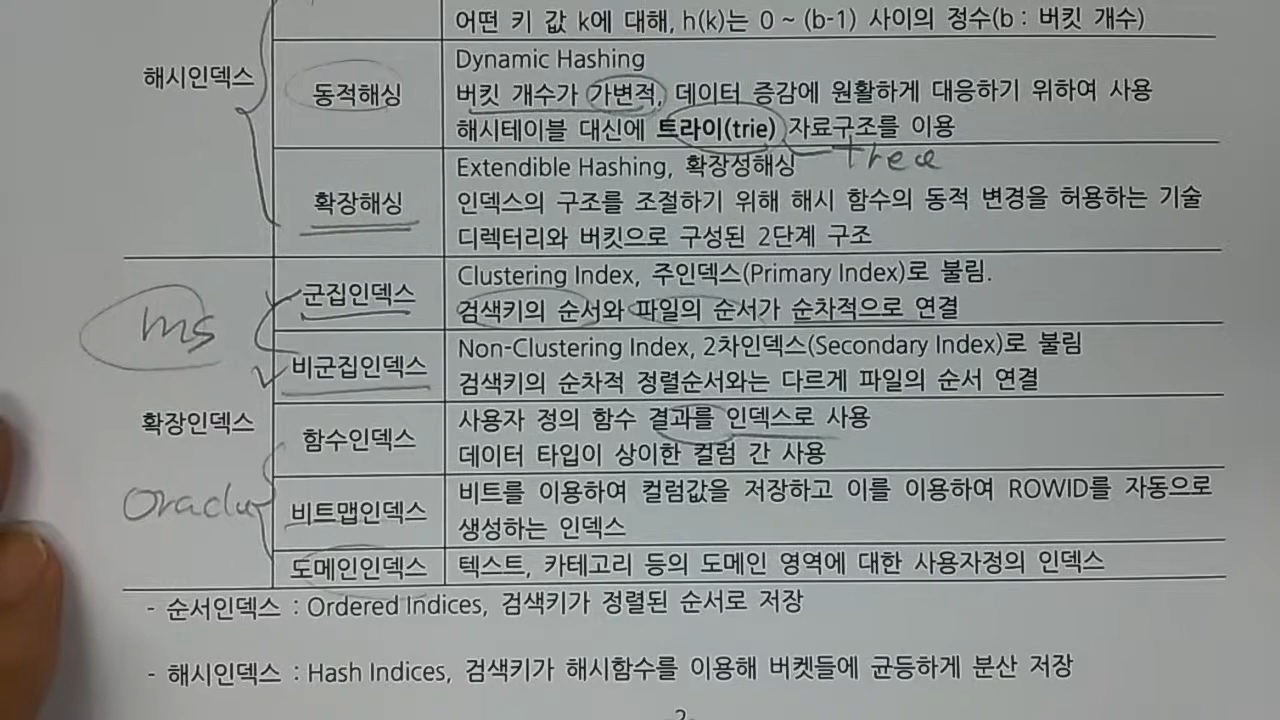 어떤 키 값 k에 대해, h(k)는 0 ~ (b-1) 사이의 정수(b : 버킷 개수)
해시인덱스
동적해싱
Dynamic Hashing
버킷 개수가 가변적, 데이터 증감에 원활하게 대응하기 위하여 사용
해시테이블 대신에 트라이(trie) 자료구조를 이용
tree
확장해싱
Extendible Hashing, 확장성해싱
인덱스의 구조를 조절하기 위해 해시 함수의 동적 변경을 허용하는 기술
디렉터리와 버킷으로 구성된 2단계 구조
ms
확장인덱스
Oracle
군집인덱스
Clustering Index, 주인덱스(Primary Index)로 불림.
검색키의 순서와 파일의 순서가 순차적으로 연결
비군집인덱스
Non-Clustering Index, 2차인덱스(Secondary Index)로 불림
검색키의 순차적 정렬순서와는 다르게 파일의 순서 연결
함수인덱스
사용자 정의 함수 결과를 인덱스로 사용
데이터 타입이 상이한 컬럼 간 사용
비트맵인덱스
비트를 이용하여 컬럼값을 저장하고 이를 이용하여 ROWID를 자동으로
생성하는 인덱스
도메인인덱스
텍스트, 카테고리 등의 도메인 영역에 대한 사용자정의 인덱스
- 순서인덱스 : Ordered Indices, 검색키가 정렬된 순서로 저장
- 해시인덱스 : Hash Indices, 검색키가 해시함수를 이용해 버켓들에 균등하게 분산 저장
-2-